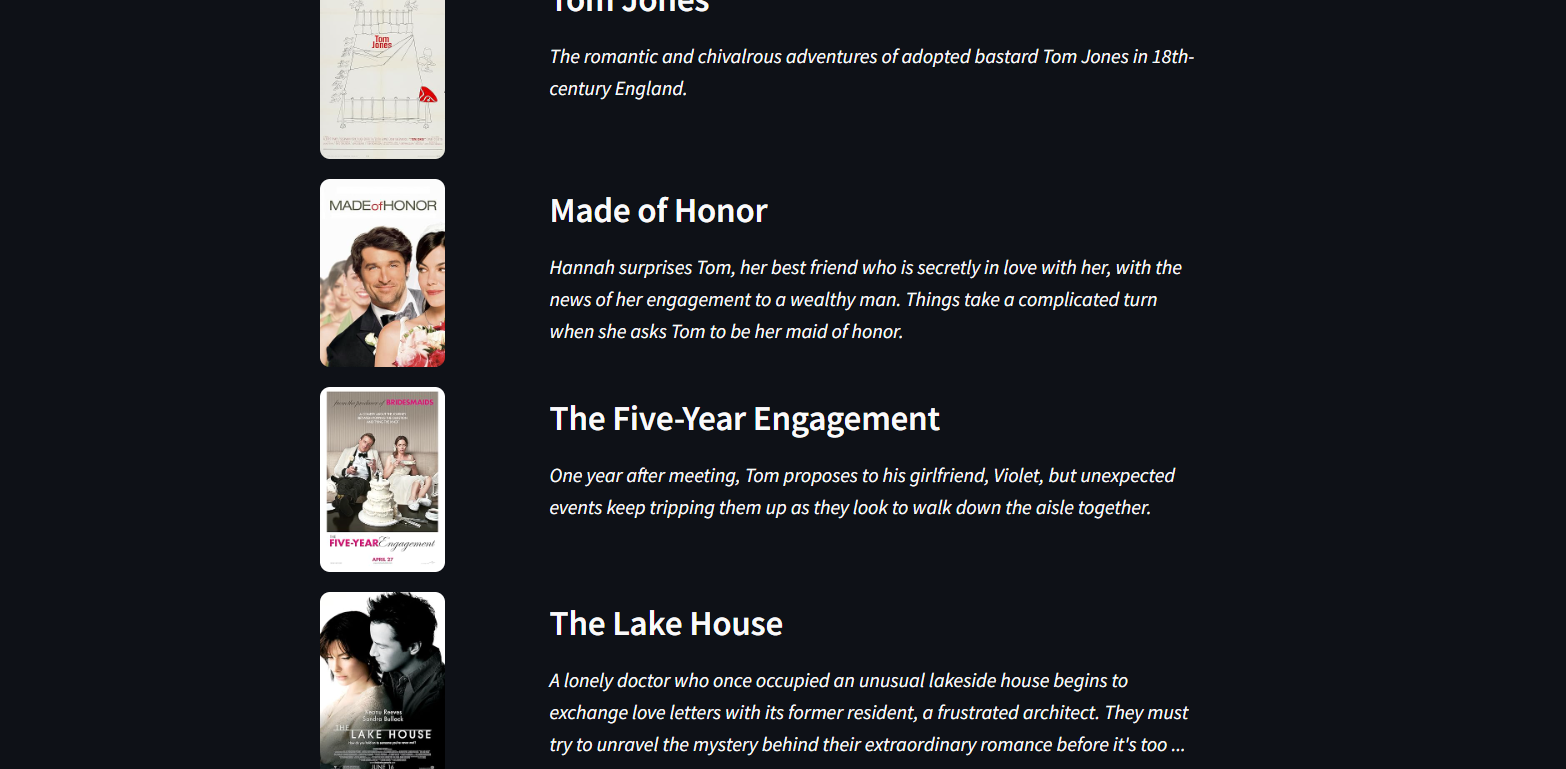 Tom Jones
Tom
Jones
The romantic and chivalrous adventures of adopted bastard Tom Jones in 18th-
century England.
MADEofHONOR
Made of Honor
Hannah surprises Tom, her best friend who is secretly in love with her, with the
news of her engagement to a wealthy man. Things take a complicated turn
when she asks Tom to be her maid of honor.
from the producer of BRIDESMAIDS
The Five-Year Engagement
One year after meeting, Tom proposes to his girlfriend, Violet, but unexpected
events keep tripping them up as they look to walk down the aisle together.
THE
FIVE-YEAR Engagement
APRIL 27
The Lake House
A lonely doctor who once occupied an unusual lakeside house begins to
exchange love letters with its former resident, a frustrated architect. They must
try to unravel the mystery behind their extraordinary romance before it's too ...
Keanu Reeves
Sandra Bullock
THE
LAKE HOUSE
JUNE 16